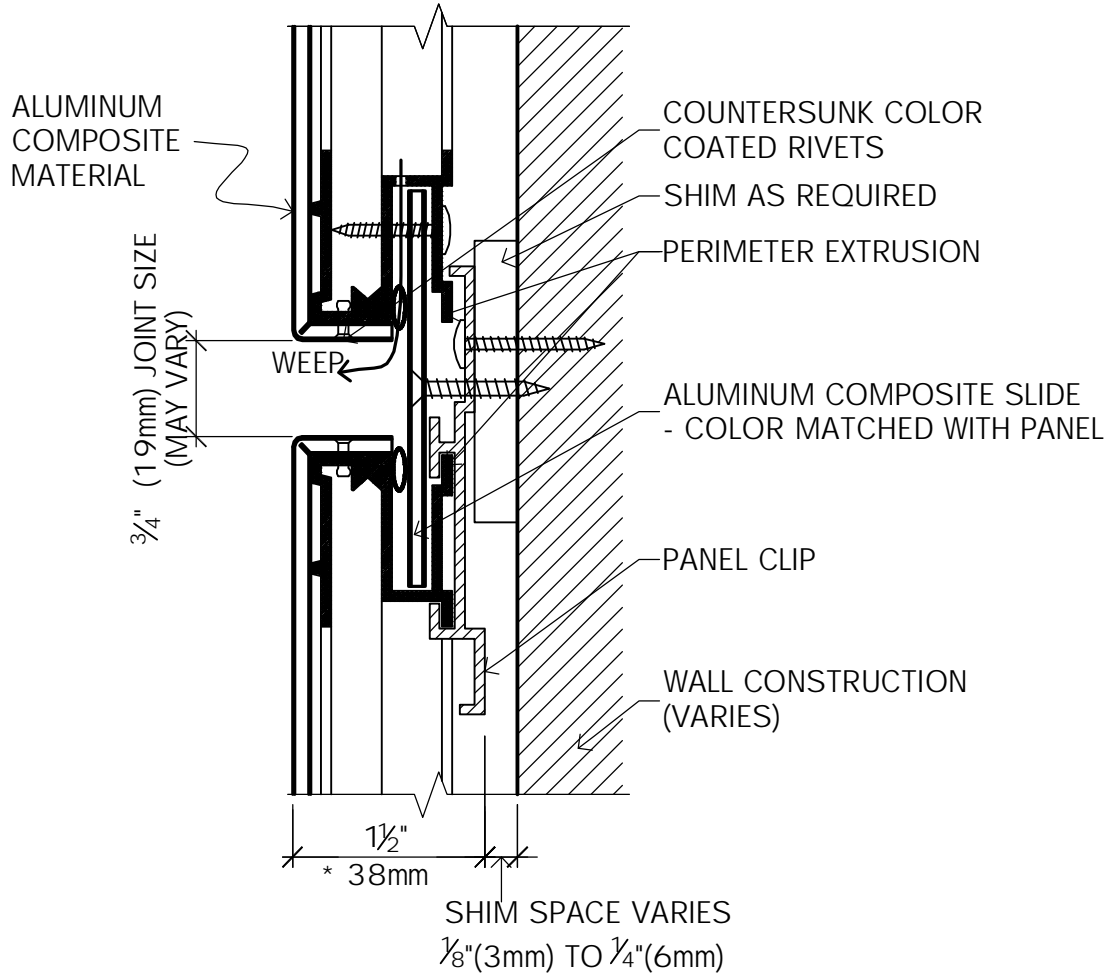 ALUMINUM
COMPOSITE
MATERIAL
COUNTERSUNK COLOR
COATED RIVETS
SHIM AS REQUIRED
PERIMETER EXTRUSION
3/4" (19mm) JOINT SIZE
(MAY VARY)
WEEP
ALUMINUM COMPOSITE SLIDE
- COLOR MATCHED WITH PANEL
PANEL CLIP
WALL CONSTRUCTION
(VARIES)
1½"
* 38mm
SHIM SPACE VARIES
1/8"(3mm) TO 1/4"(6mm)